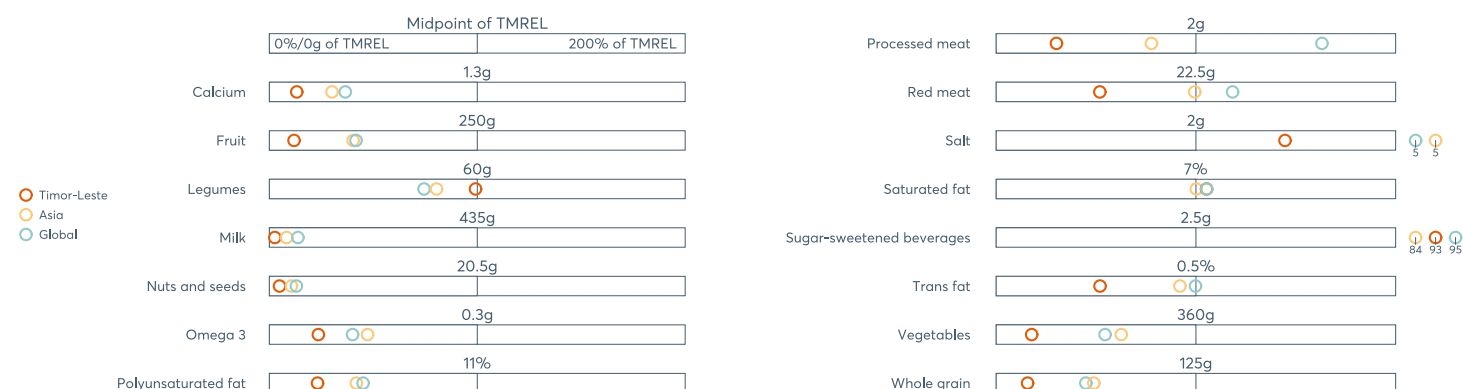 Midpoint of TMREL
0%/0g of TMREL 200% of TMREL
1.3g
Calcium
250g
Fruit
60g
Legumes
435g
Milk
20.5g
Nuts and seeds
0.3g
Omega 3
11%
Polyunsaturated fat
Timor-Leste
Asia
Global
2g
Processed meat
22.5g
Red meat
2g
Salt
5 5
7%
Saturated fat
2.5g
Sugar-sweetened beverages
84 93 95
0.5%
Trans fat
360g
Vegetables
125g
Whole grain